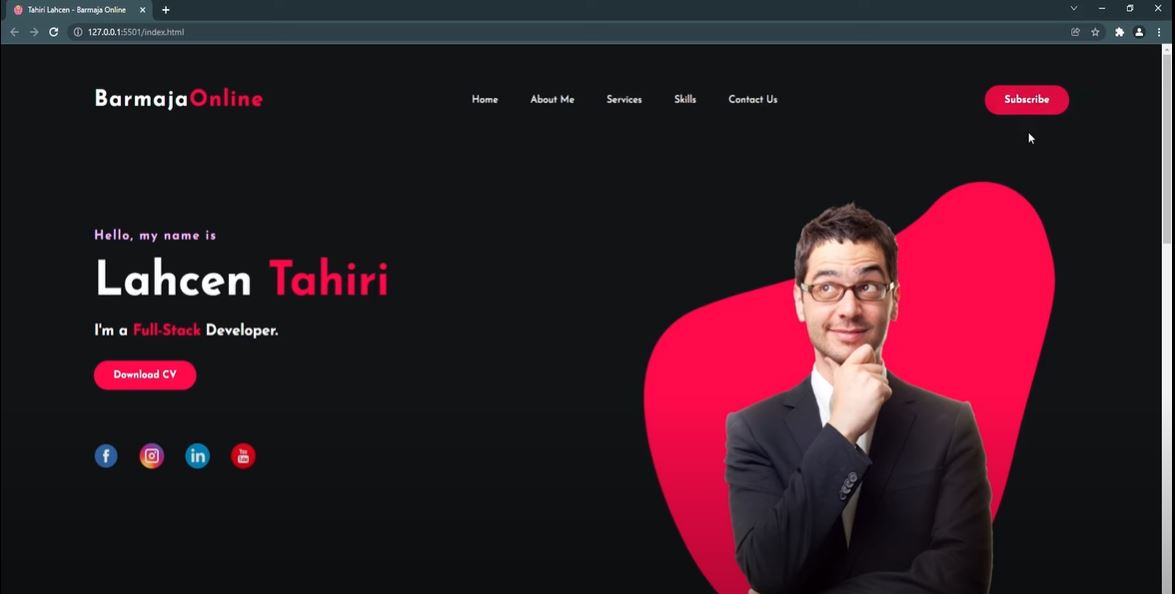 Tahiri Lahcen - Barmaja Online
127.0.0.1:5501/index.html
BarmajaOnline
Home
About Me
Services
Skills
Contact Us
Subscribe
Hello, my name is
Lahcen Tahiri
I'm a Full-Stack Developer.
Download CV
f
in
You
Tube